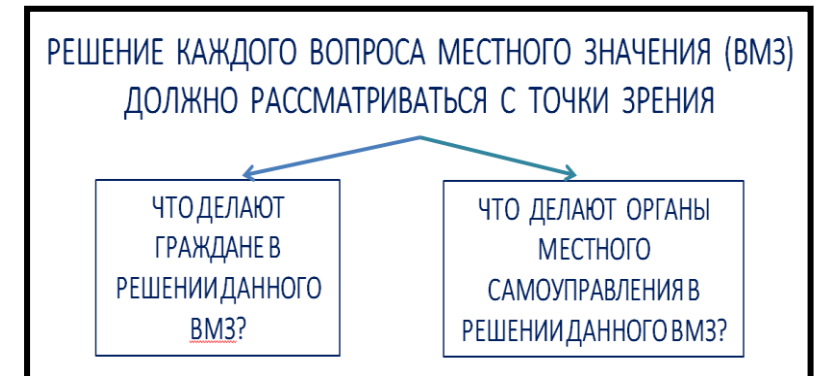 РЕШЕНИЕ КАЖДОГО ВОПРОСА МЕСТНОГО ЗНАЧЕНИЯ (ВМЗ)
ДОЛЖНО РАССМАТРИВАТЬСЯ С ТОЧКИ ЗРЕНИЯ
ЧТО ДЕЛАЮТ
ГРАЖДАНЕ В
РЕШЕНИИ ДАННОГО
ВМЗ?
ЧТО ДЕЛАЮТ ОРГАНЫ
МЕСТНОГО
САМОУПРАВЛЕНИЯ В
РЕШЕНИИ ДАННОГО ВМЗ?